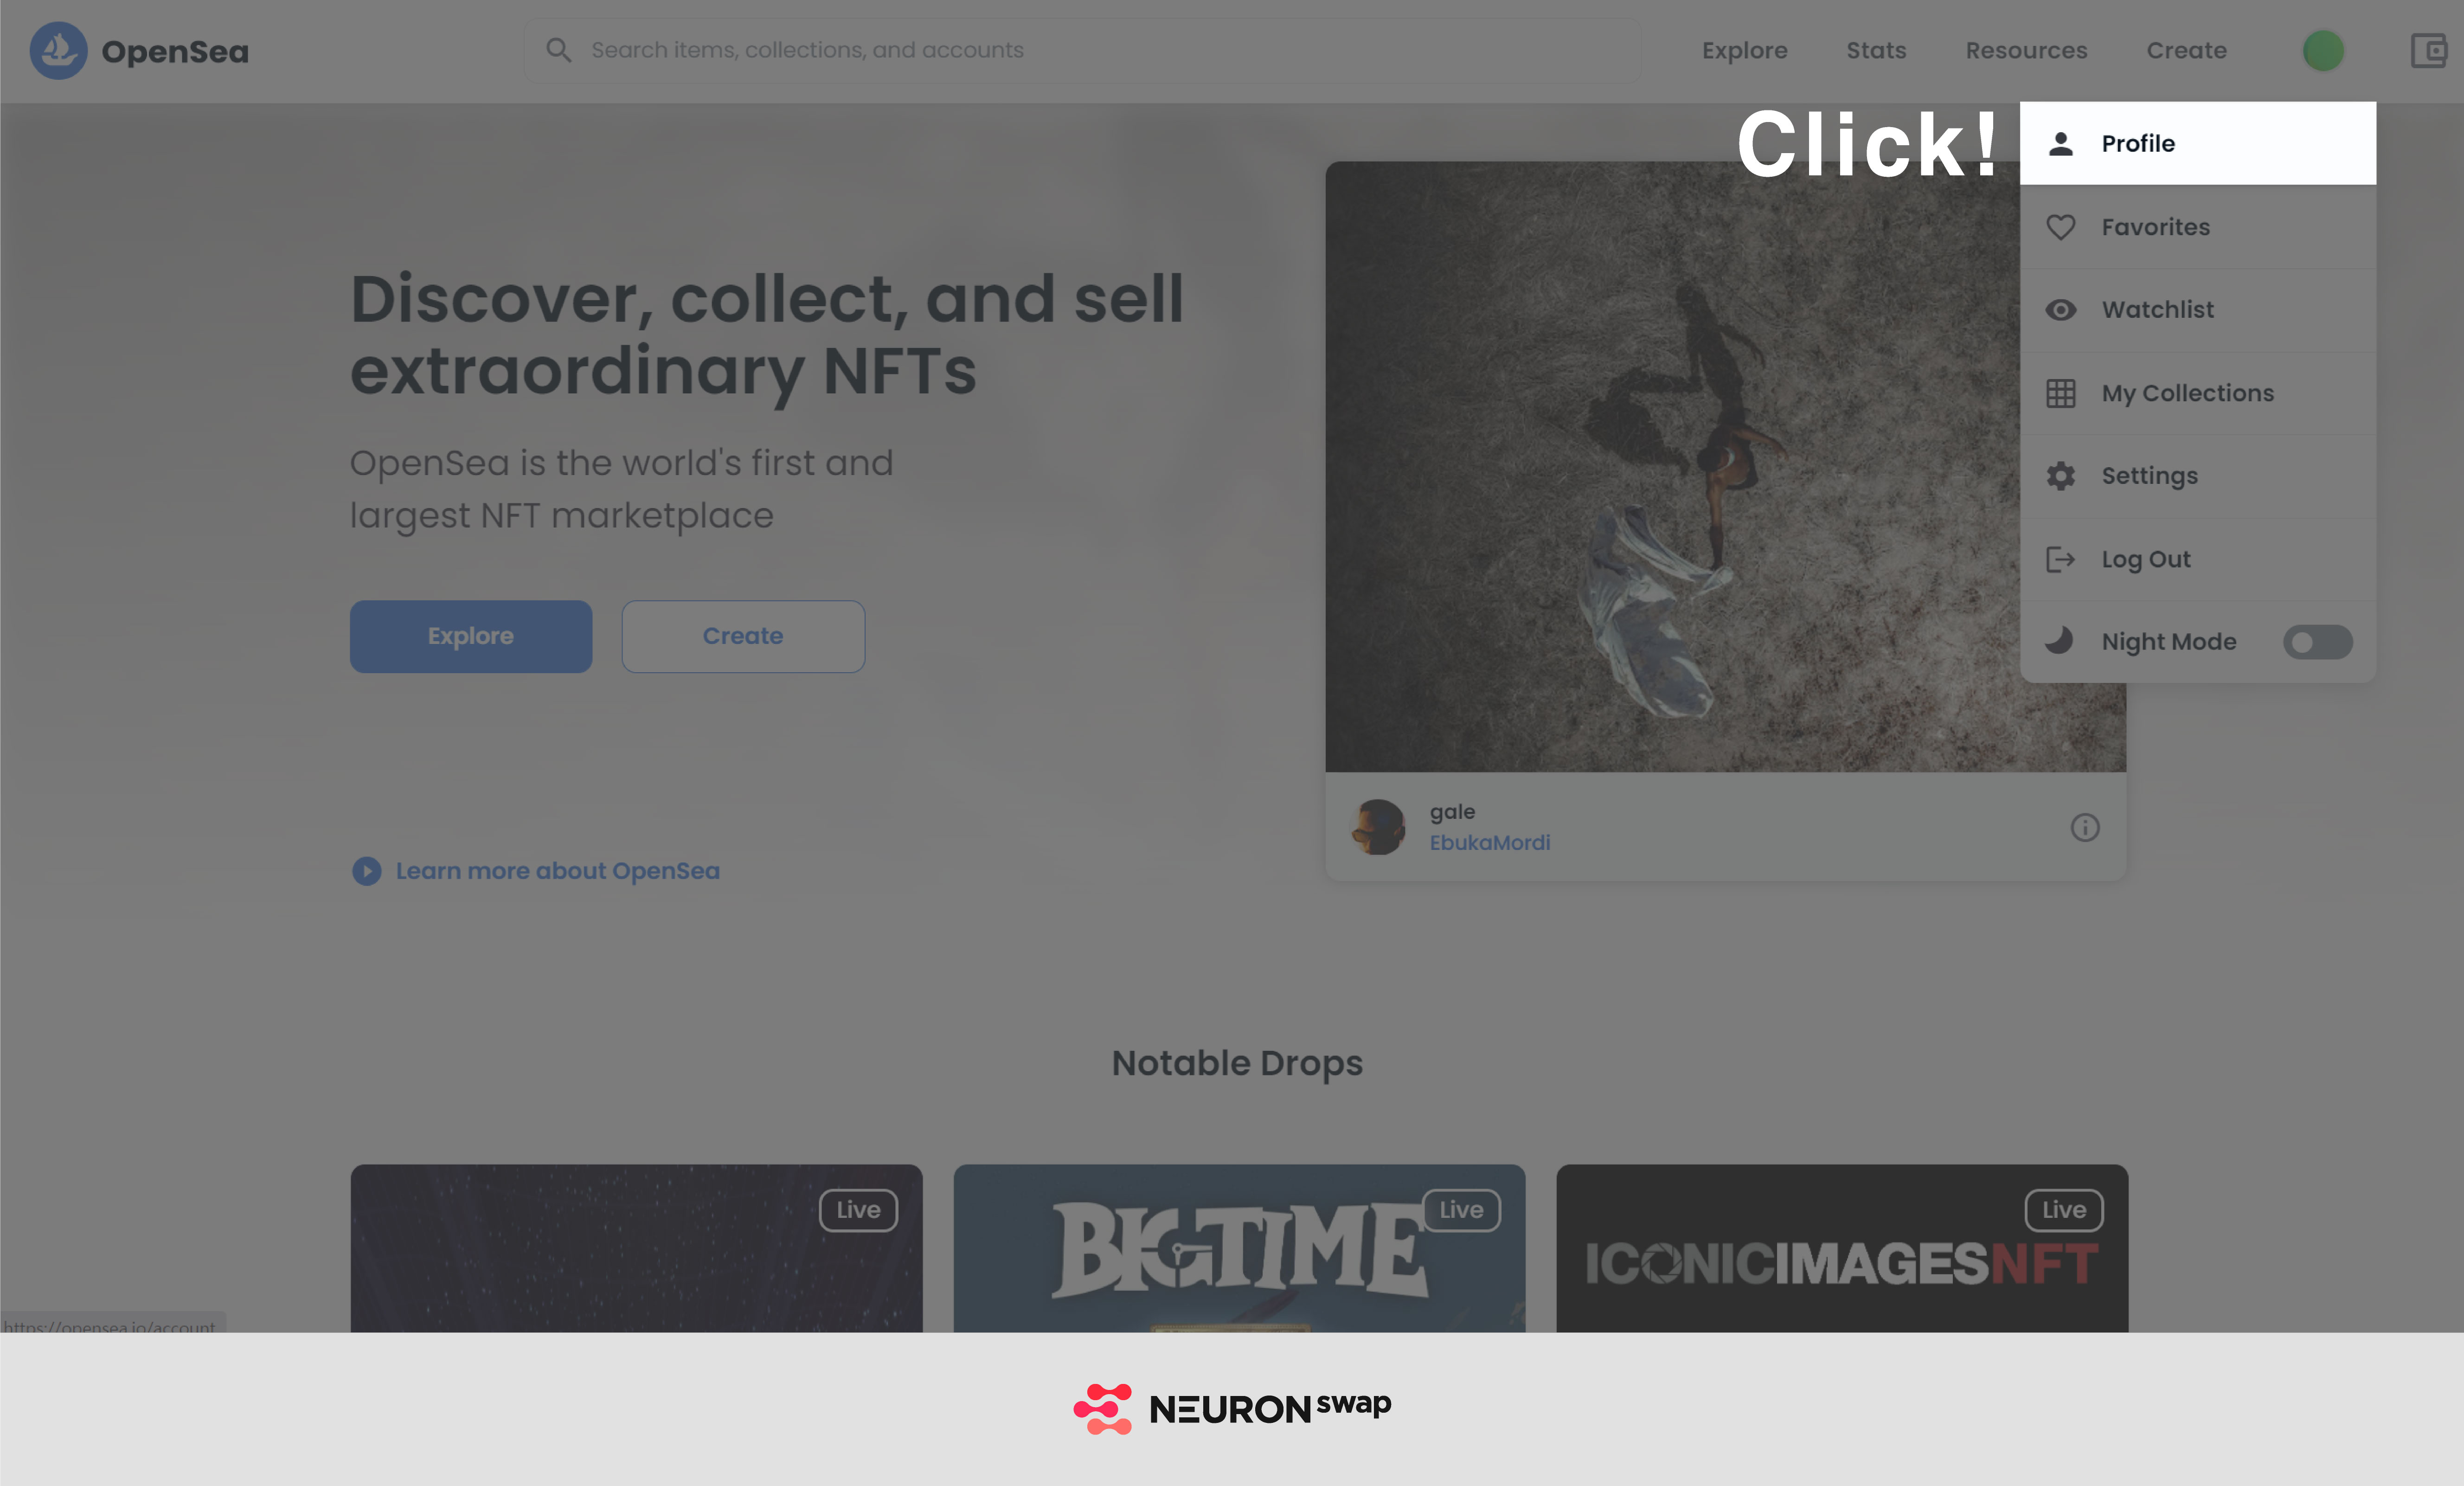 OpenSea
Search items, collections, and accounts
Explore
Stats
Resources
Create
Click!
Profile
Favorites
Watchlist
My Collections
Settings
Log Out
Night Mode
Discover, collect, and sell
extraordinary NFTs
OpenSea is the world's first and
largest NFT marketplace
Explore
Create
gale
EbukaMordi
Learn more about OpenSea
Notable Drops
Live
BIGTIME
Live
ICONICIMAGESNFT
Live
https://opensea.io/account
NEURON swap